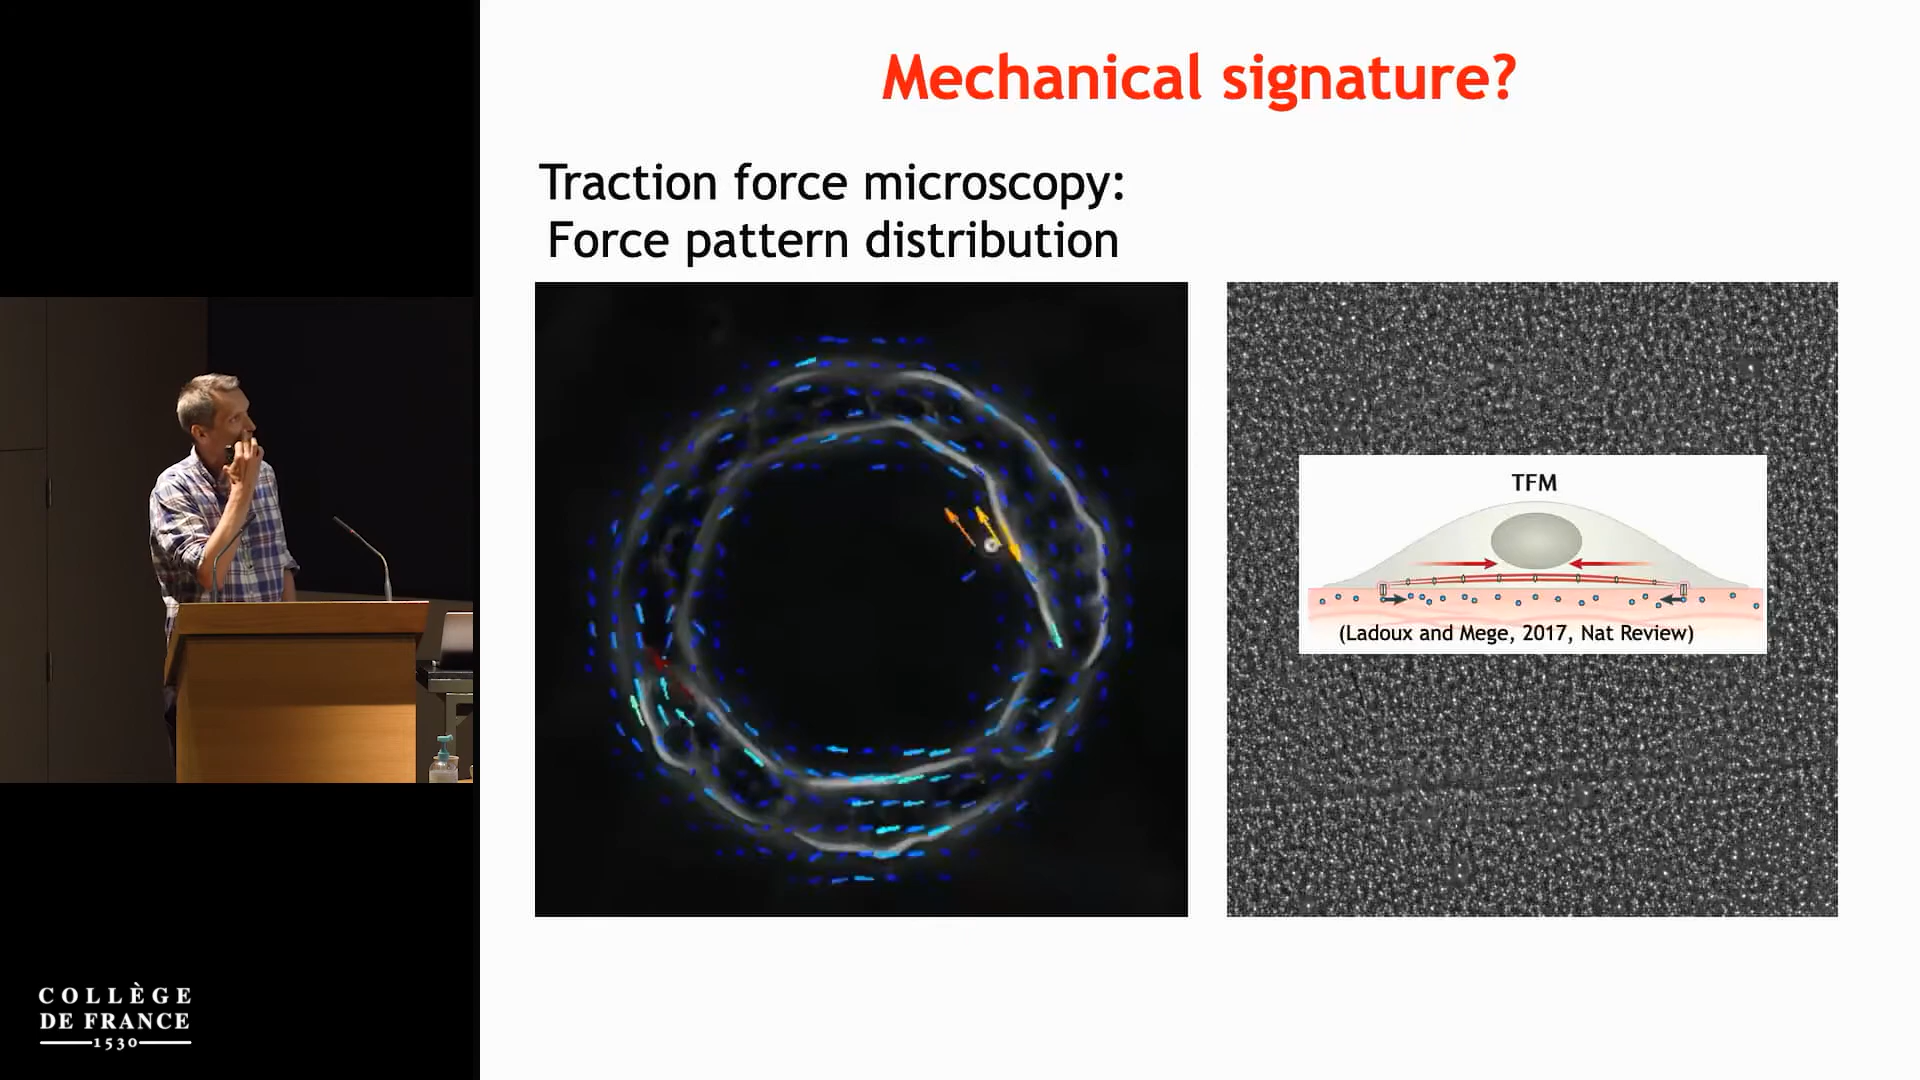 Mechanical signature?
Traction force microscopy:
Force pattern distribution
TFM
(Ladoux and Mege, 2017, Nat Review)
COLLÈGE
DE FRANCE
1530